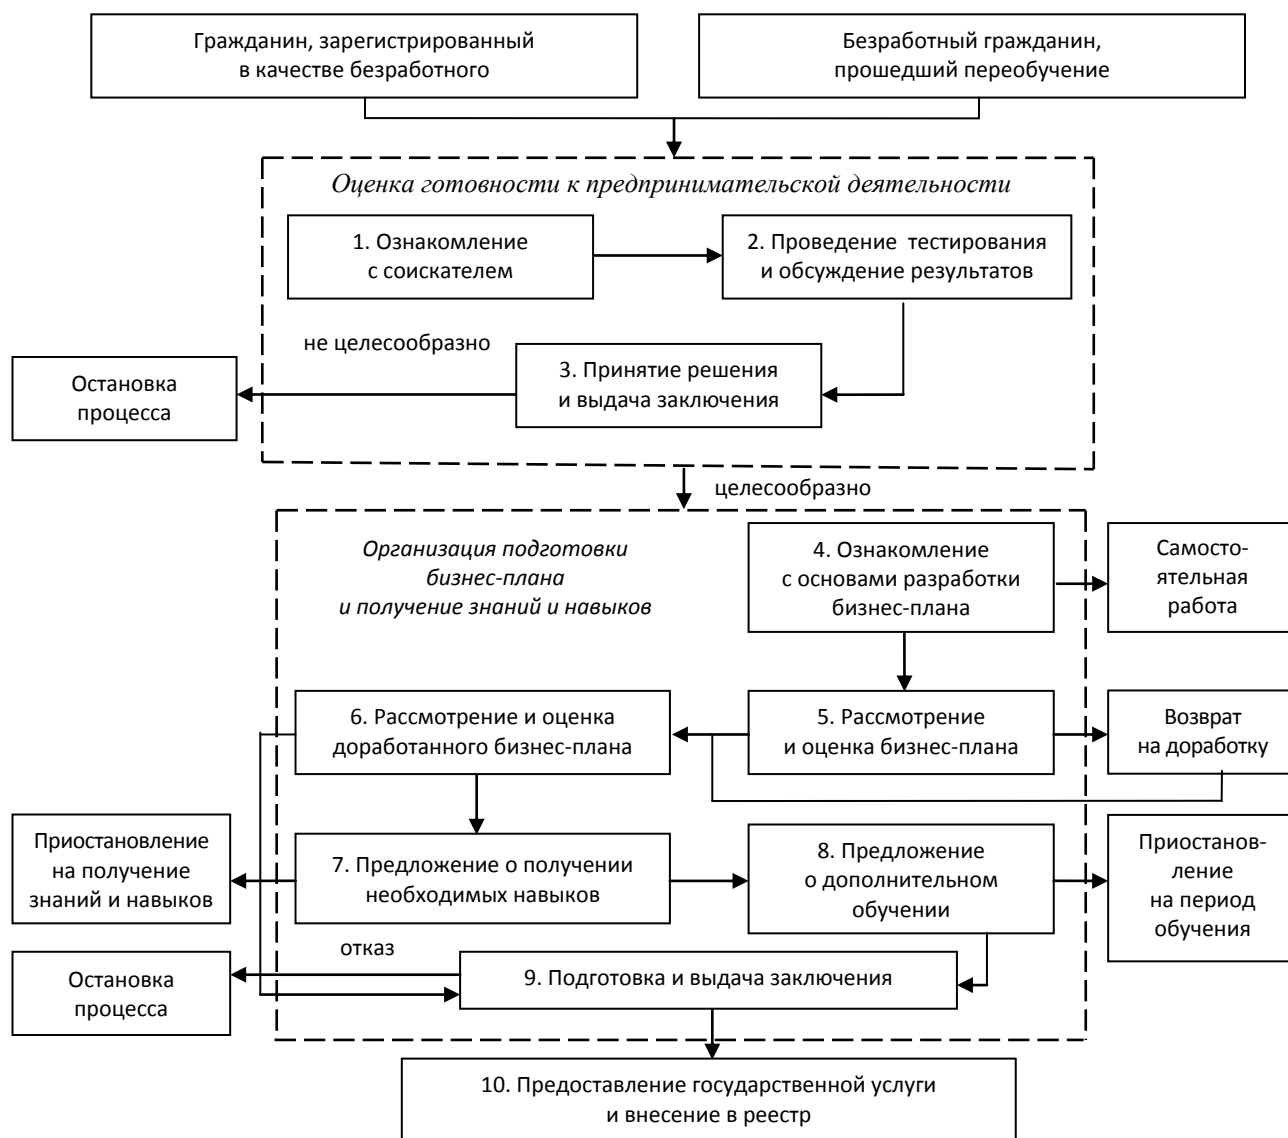 Гражданин, зарегистрированный
в качестве безработного
Безработный гражданин,
прошедший переобучение
Оценка готовности к предпринимательской деятельности
1. Ознакомление
с соискателем
2. Проведение тестирования
и обсуждение результатов
не целесообразно
3. Принятие решения
и выдача заключения
Остановка
процесса
целесообразно
Организация подготовки
бизнес-плана
и получение знаний и навыков
4. Ознакомление
с основами разработки
бизнес-плана
Самосто-
ятельная
работа
6. Рассмотрение и оценка
доработанного бизнес-плана
5. Рассмотрение
и оценка бизнес-плана
Возврат
на доработку
Приостановление
на получение
знаний и навыков
7. Предложение о получении
необходимых навыков
8. Предложение
о дополнительном
обучении
Приостанов-
ление
на период
обучения
отказ
Остановка
процесса
9. Подготовка и выдача заключения
10. Предоставление государственной услуги
и внесение в реестр